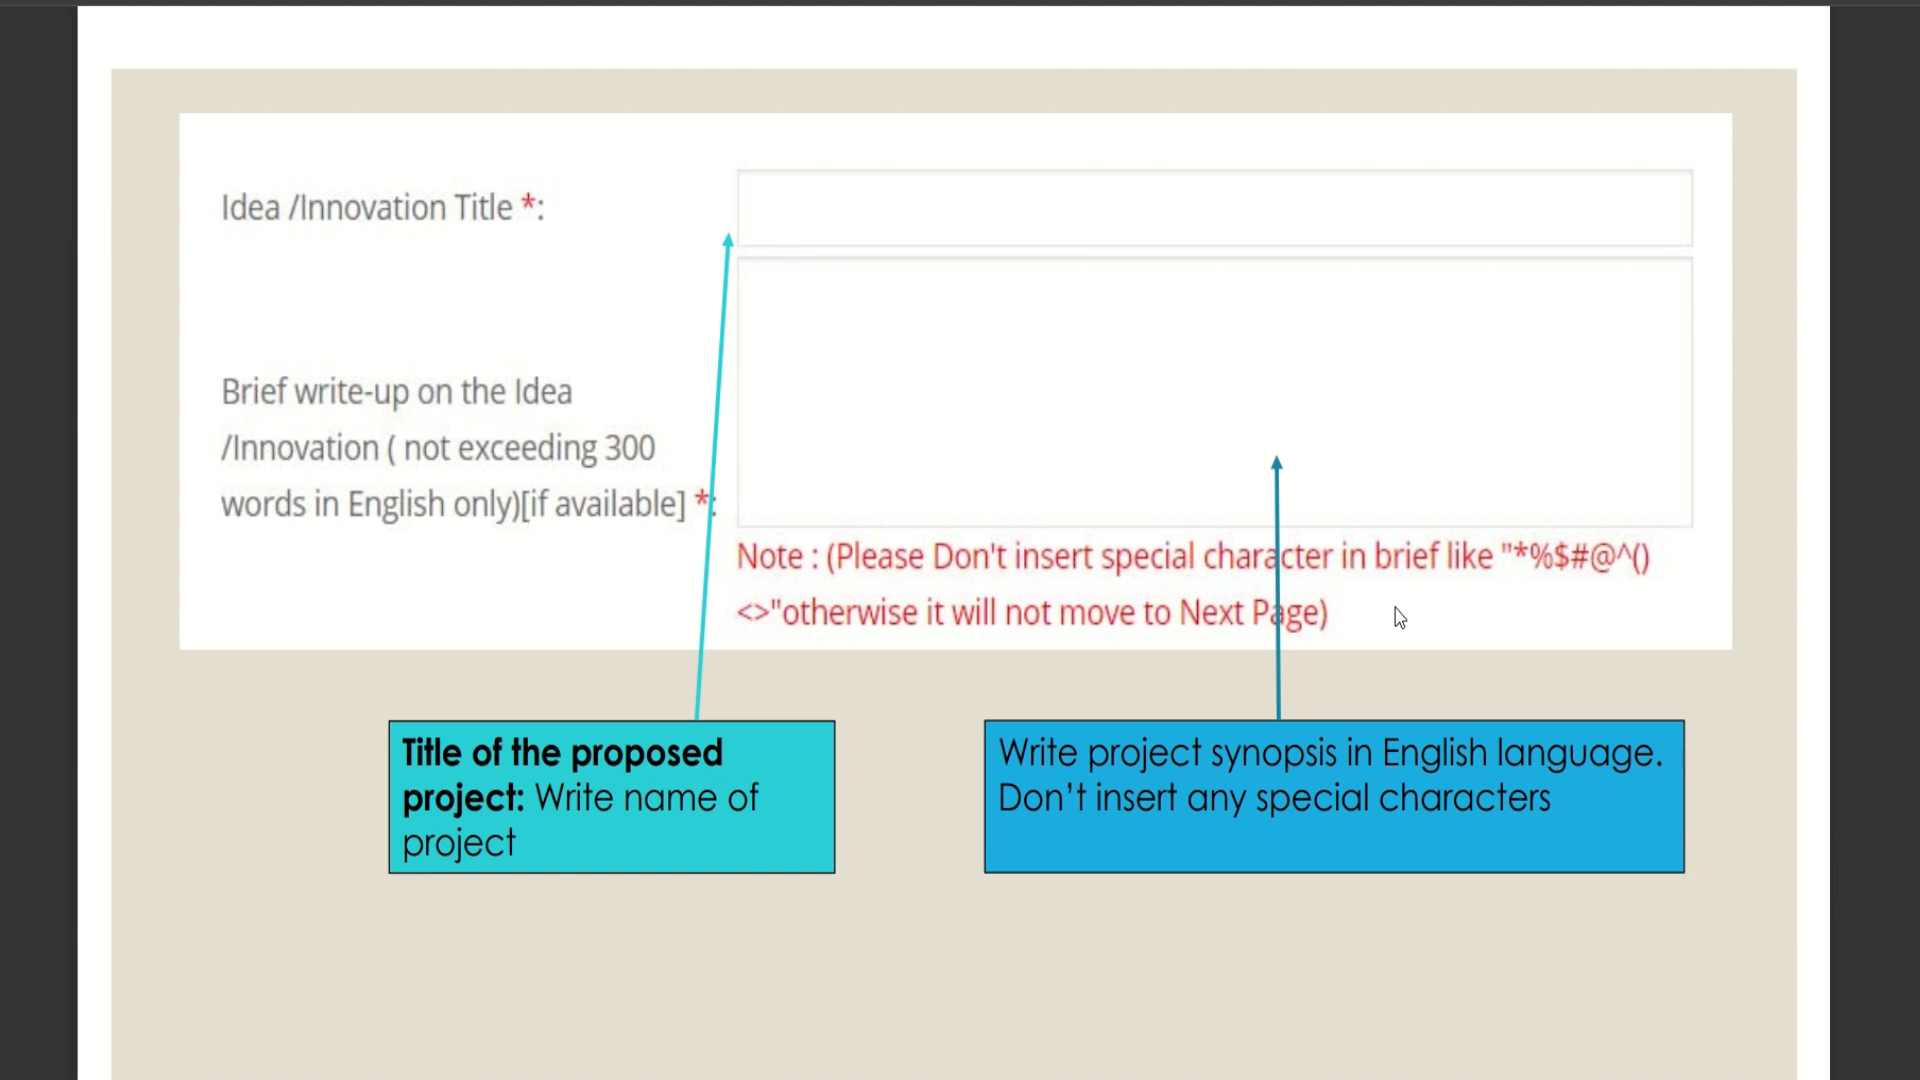 Idea /Innovation Title *:
Brief write-up on the Idea
/Innovation ( not exceeding 300
words in English only)[if available] *:
Note : (Please Don't insert special character in brief like "*%$#@^()
<>"otherwise it will not move to Next Page)
Title of the proposed
project: Write name of
project
Write project synopsis in English language.
Don’t insert any special characters